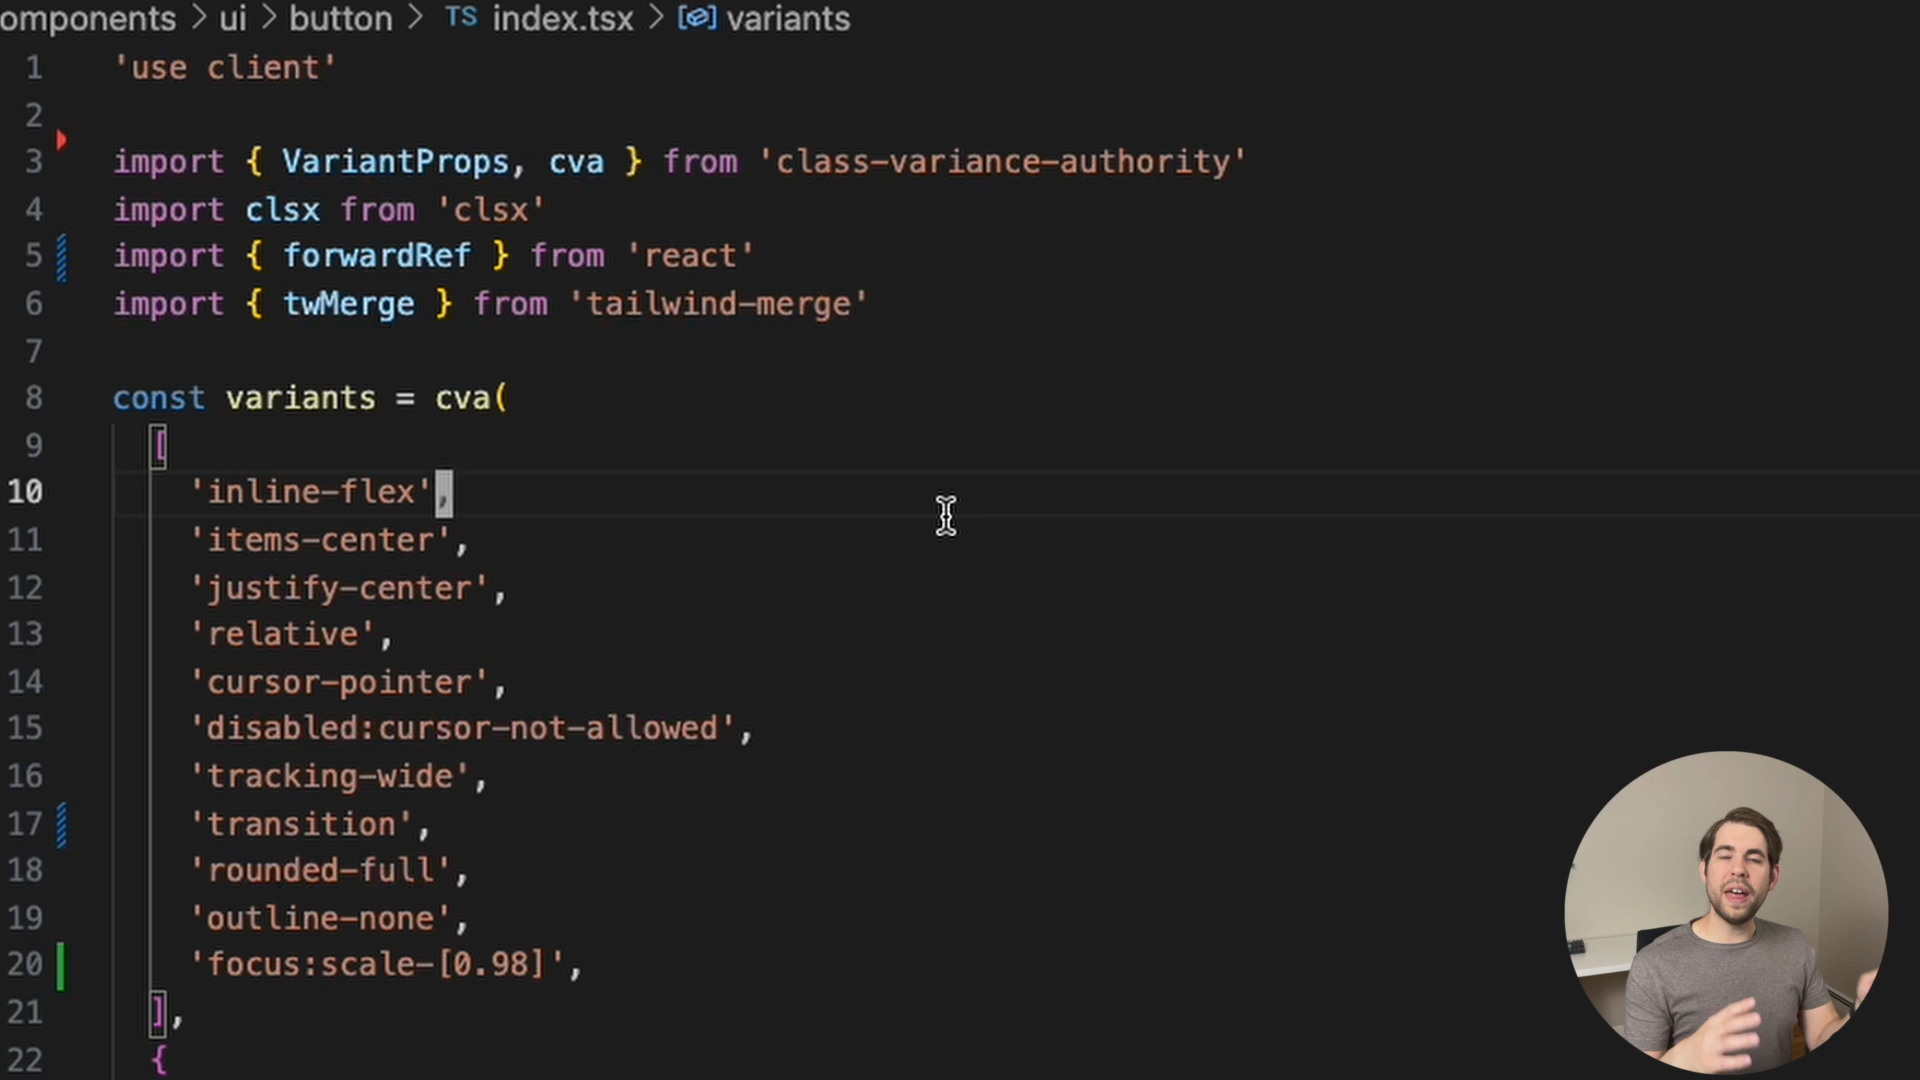 omponents > ui > button > TS index.tsx > variants
1 'use client'
2
3 import { VariantProps, cva } from 'class-variance-authority'
4 import clsx from 'clsx'
5 import { forwardRef } from 'react'
6 import { twMerge } from 'tailwind-merge'
7
8 const variants = cva(
9 [
10 'inline-flex',
11 'items-center',
12 'justify-center',
13 'relative',
14 'cursor-pointer',
15 'disabled:cursor-not-allowed',
16 'tracking-wide',
17 'transition',
18 'rounded-full',
19 'outline-none',
20 'focus:scale-[0.98]',
21 ],
22 {